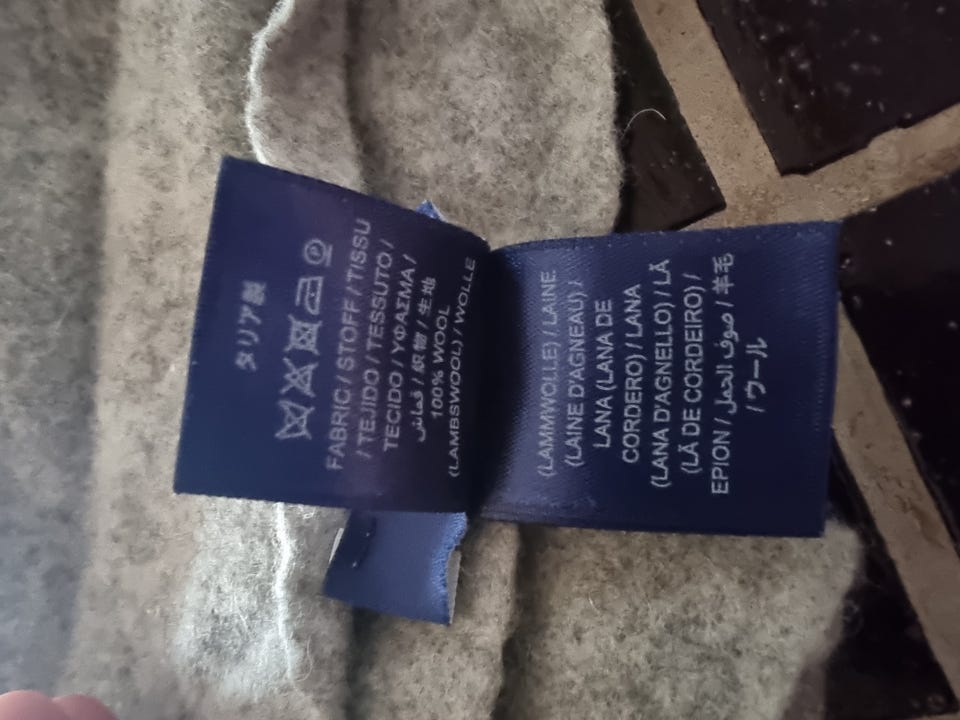 タリア製
FABRIC / STOFF / TISSU
/ TEJIDO / TESSUTO /
TECIDO / ΥΦΑΣΜΑ /
قماش / 织物 / 生地
100% WOOL
(LAMBSWOOL) / WOLLE
(LAMMWOLLE) / LAINE
(LAINE D'AGNEAU) /
LANA (LANA DE
CORDERO) / LANA
(LANA D'AGNELLO) / LÃ
(LÃ DE CORDEIRO) /
EPION / صوف الحمل / 羊毛
/ ウール